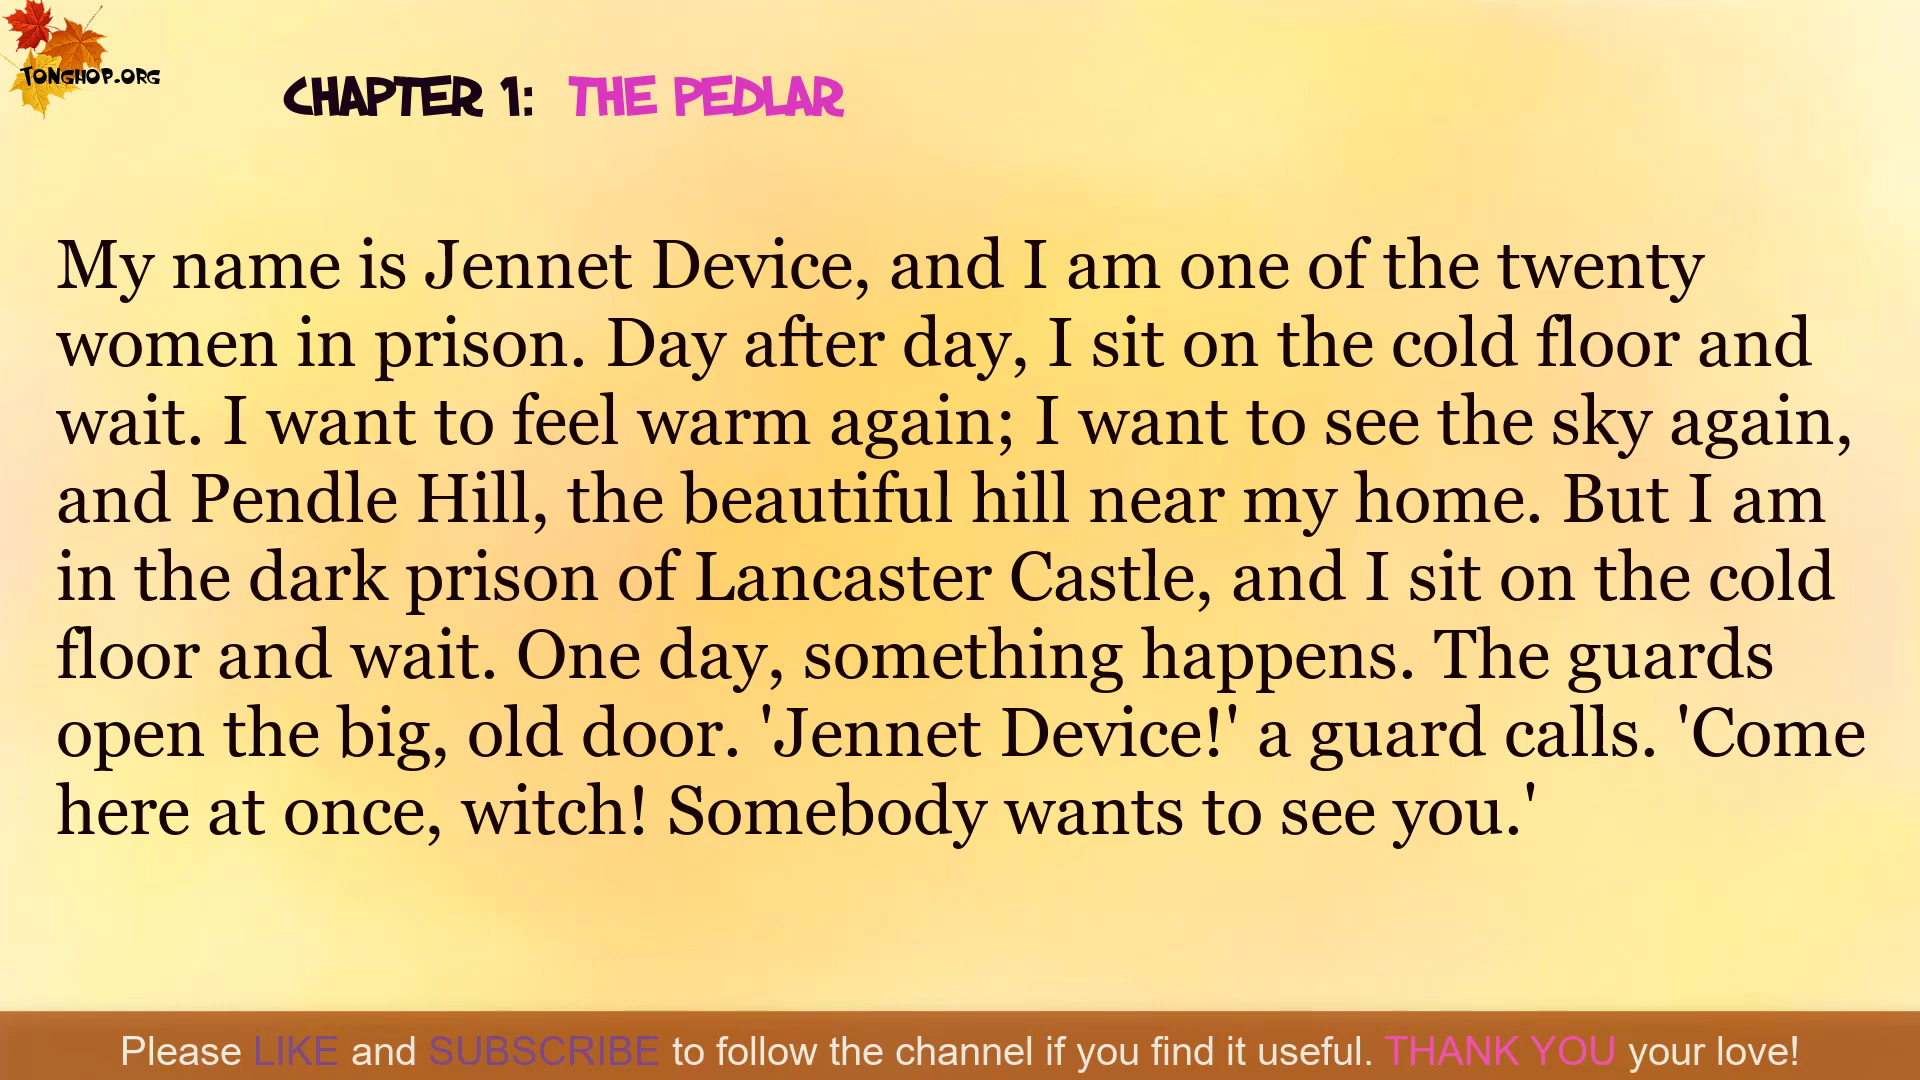 TONGHOP.ORG
CHAPTER 1: THE PEDLAR
My name is Jennet Device, and I am one of the twenty
women in prison. Day after day, I sit on the cold floor and
wait. I want to feel warm again; I want to see the sky again,
and Pendle Hill, the beautiful hill near my home. But I am
in the dark prison of Lancaster Castle, and I sit on the cold
floor and wait. One day, something happens. The guards
open the big, old door. 'Jennet Device!' a guard calls. 'Come
here at once, witch! Somebody wants to see you.'
Please LIKE and SUBSCRIBE to follow the channel if you find it useful. THANK YOU your love!